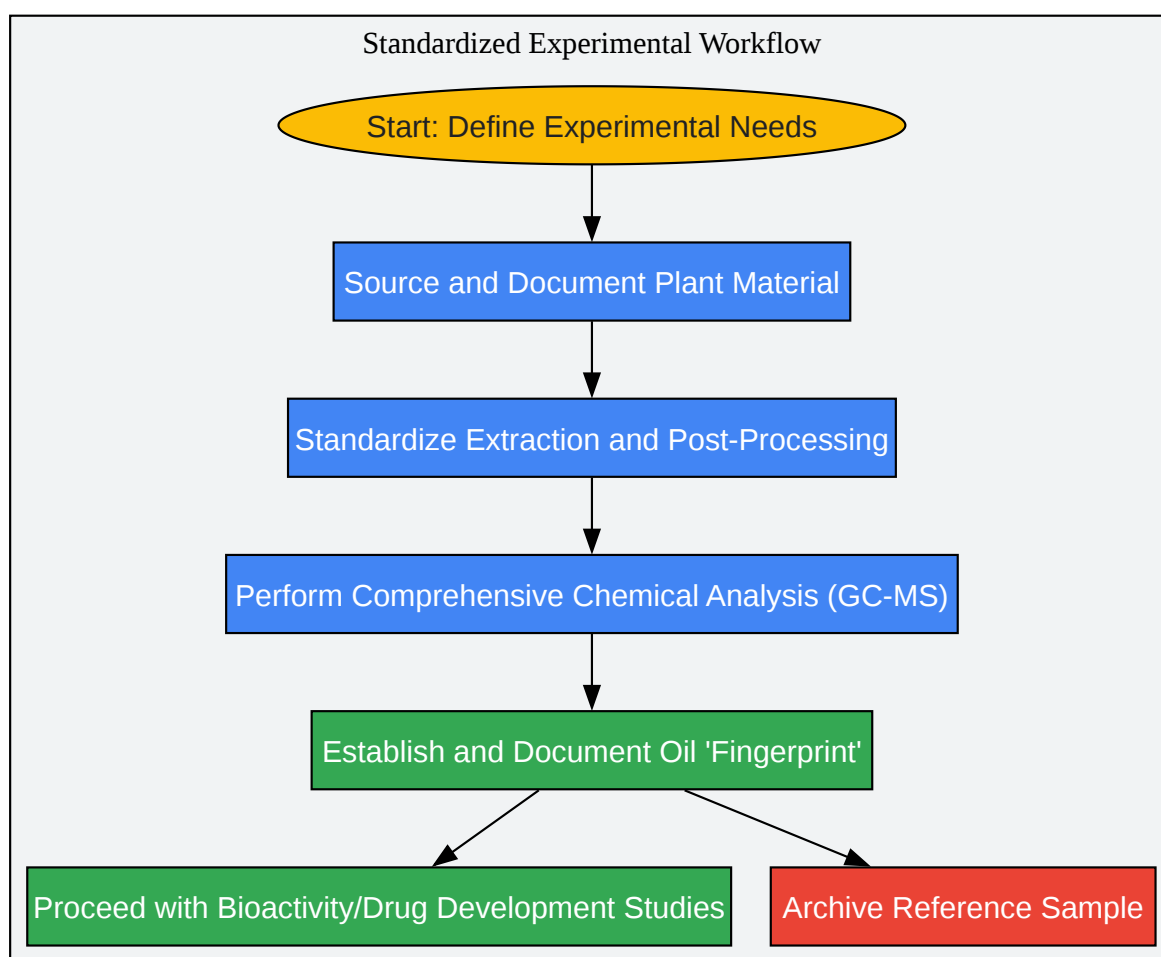 Standardized Experimental Workflow
Start: Define Experimental Needs
Source and Document Plant Material
Standardize Extraction and Post-Processing
Perform Comprehensive Chemical Analysis (GC-MS)
Establish and Document Oil 'Fingerprint'
Proceed with Bioactivity/Drug Development Studies
Archive Reference Sample